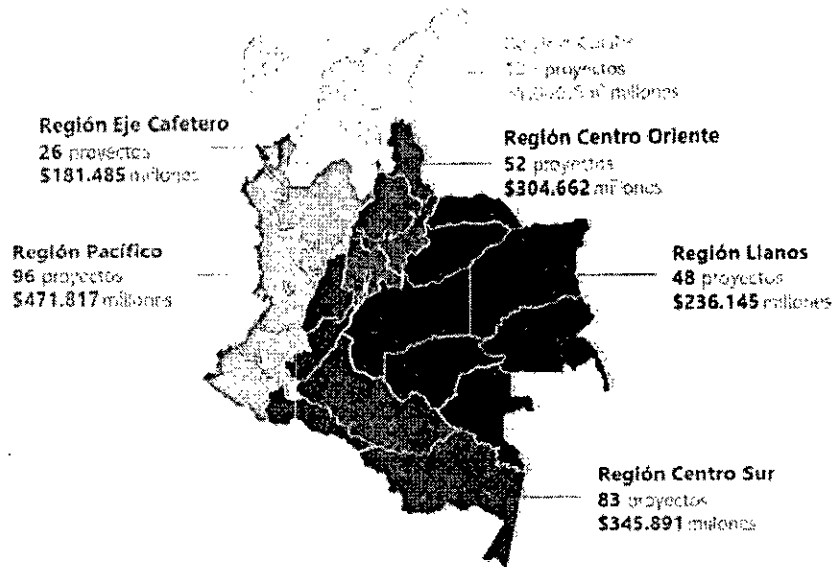 proyectos
millones
Región Eje Cafetero
26 proyectos
$181.485 millones
Región Centro Oriente
52 proyectos
$304.662 millones
Región Pacífico
96 proyectos
$471.817 millones
Región Llanos
48 proyectos
$236.145 millones
Región Centro Sur
83 proyectos
$345.891 millones